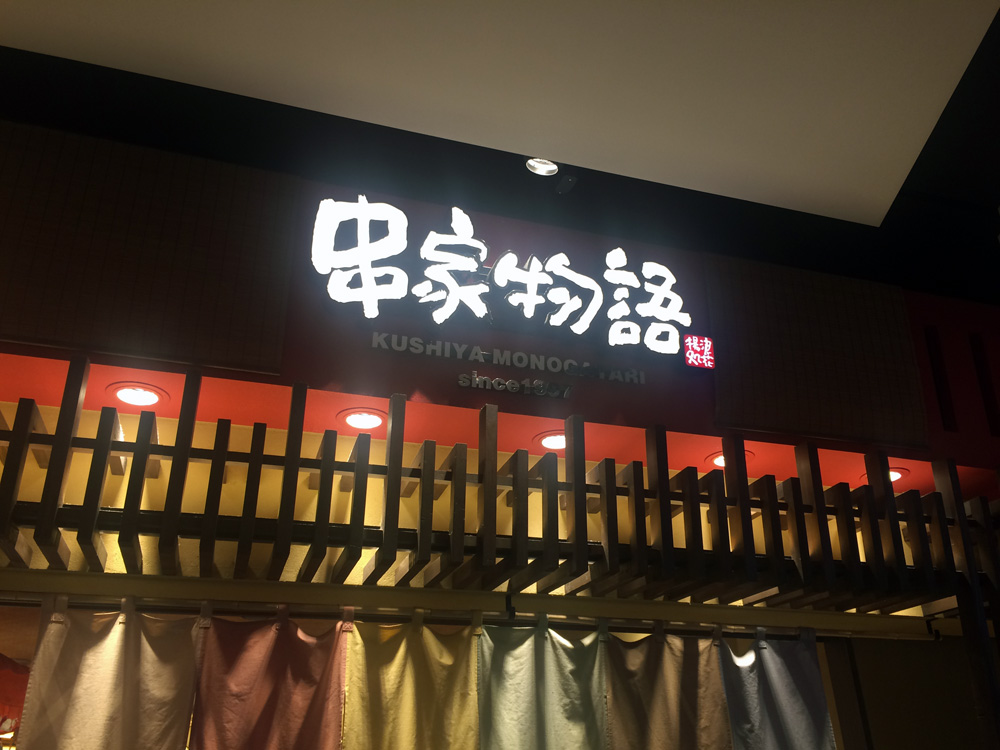 串家物語
KUSHIYA MONOGATARI